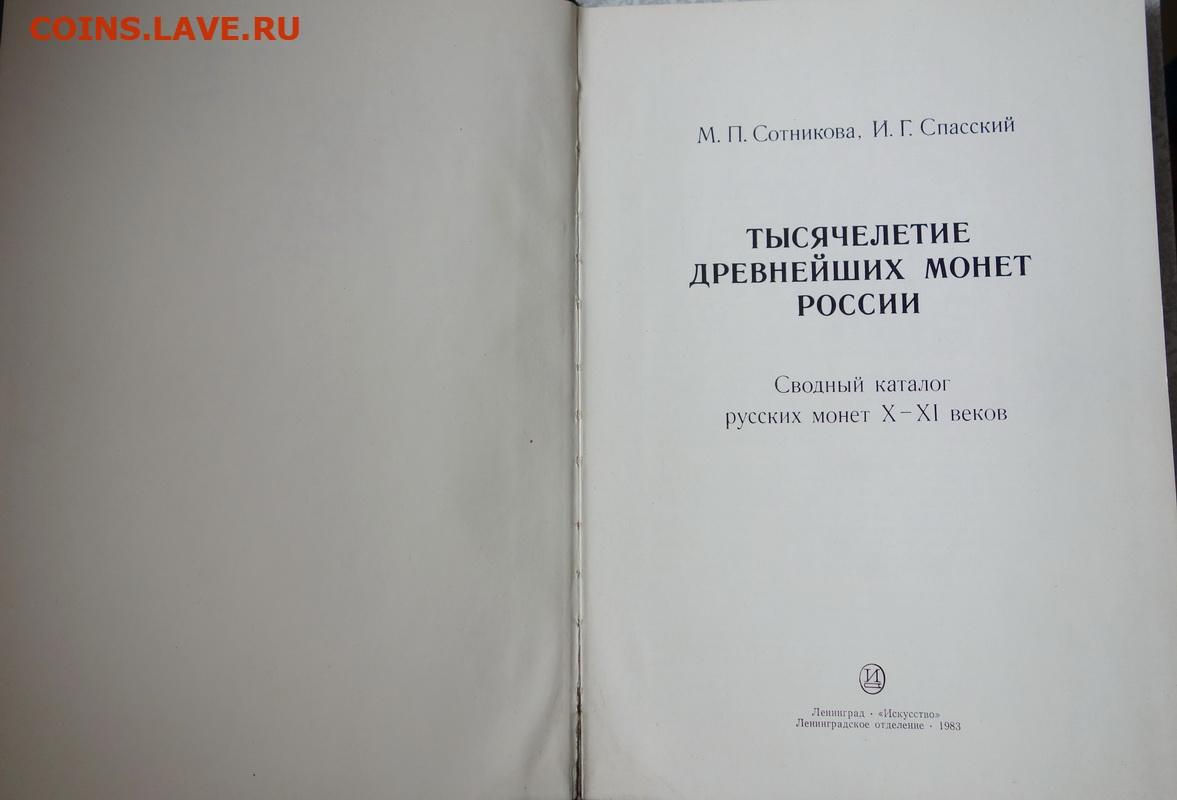 COINS.LAVE.RU
М. П. Сотникова, И. Г. Спасский
ТЫСЯЧЕЛЕТИЕ
ДРЕВНЕЙШИХ МОНЕТ
РОССИИ
Сводный каталог
русских монет X–XI веков
И
Ленинград · «Искусство»
Ленинградское отделение · 1983